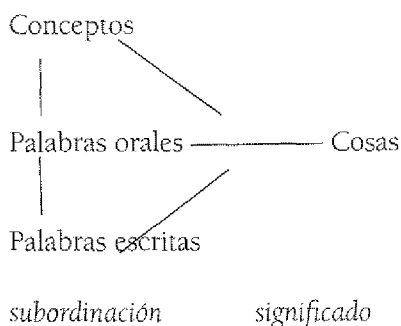 Conceptos
Palabras orales Cosas
Palabras escritas
subordinación significado